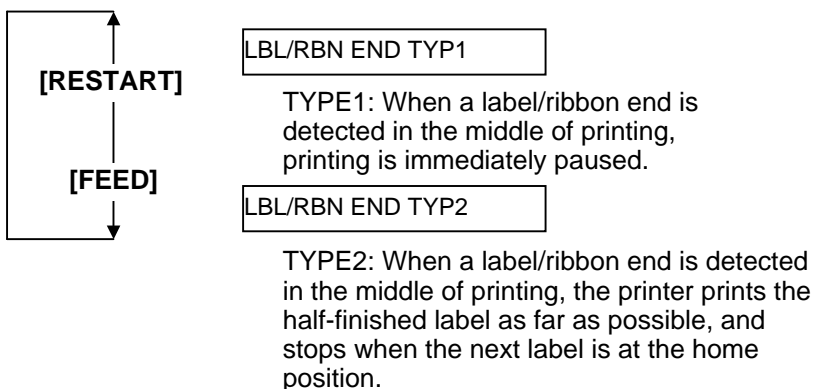 LBL/RBN END TYP1
[RESTART]
TYPE1: When a label/ribbon end is
detected in the middle of printing,
printing is immediately paused.
[FEED]
LBL/RBN END TYP2
TYPE2: When a label/ribbon end is detected
in the middle of printing, the printer prints the
half-finished label as far as possible, and
stops when the next label is at the home
position.